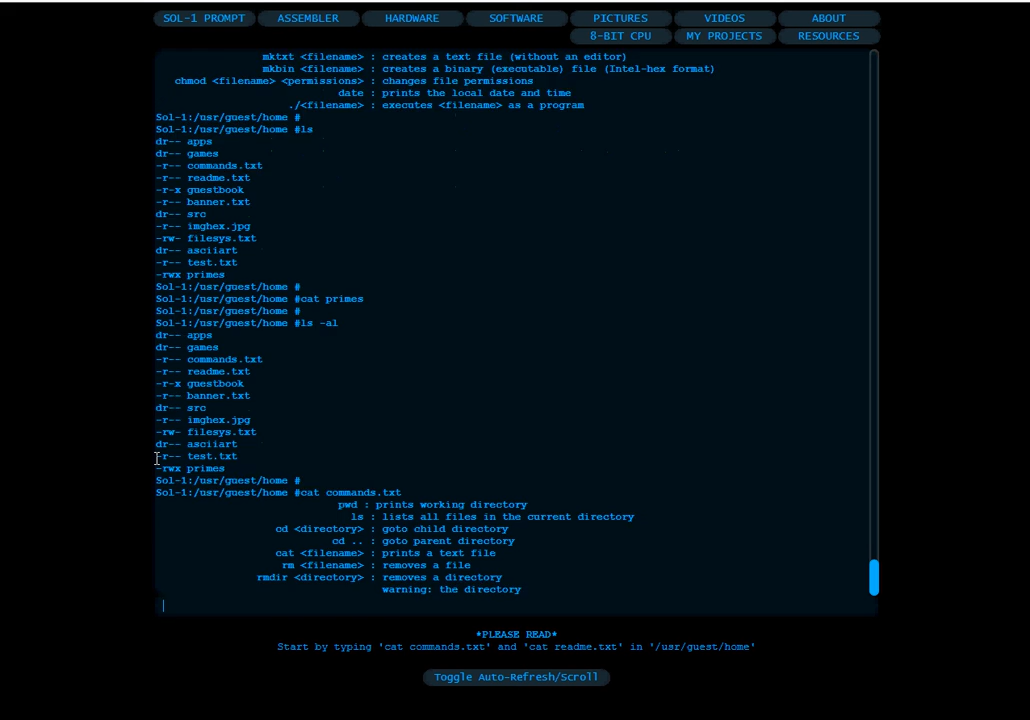 SOL-1 PROMPT ASSEMBLER HARDWARE SOFTWARE PICTURES VIDEOS ABOUT
8-BIT CPU MY PROJECTS RESOURCES
mktxt <filename> : creates a text file (without an editor)
mkbin <filename> : creates a binary (executable) file (Intel-hex format)
chmod <filename> <permissions> : changes file permissions
date : prints the local date and time
./<filename> : executes <filename> as a program
Sol-1:/usr/guest/home #
Sol-1:/usr/guest/home #ls
dr-- apps
dr-- games
-r-- commands.txt
-r-- readme.txt
-r-x guestbook
-r-- banner.txt
dr-- src
-r-- imghex.jpg
-rw- filesys.txt
dr-- asciiart
-r-- test.txt
-rwx primes
Sol-1:/usr/guest/home #
Sol-1:/usr/guest/home #cat primes
Sol-1:/usr/guest/home #
Sol-1:/usr/guest/home #ls -al
dr-- apps
dr-- games
-r-- commands.txt
-r-- readme.txt
-r-x guestbook
-r-- banner.txt
dr-- src
-r-- imghex.jpg
-rw- filesys.txt
dr-- asciiart
-r-- test.txt
-rwx primes
Sol-1:/usr/guest/home #
Sol-1:/usr/guest/home #cat commands.txt
pwd : prints working directory
ls : lists all files in the current directory
cd <directory> : goto child directory
cd .. : goto parent directory
cat <filename> : prints a text file
rm <filename> : removes a file
rmdir <directory> : removes a directory
warning: the directory
*PLEASE READ*
Start by typing 'cat commands.txt' and 'cat readme.txt' in '/usr/guest/home'
Toggle Auto-Refresh/Scroll